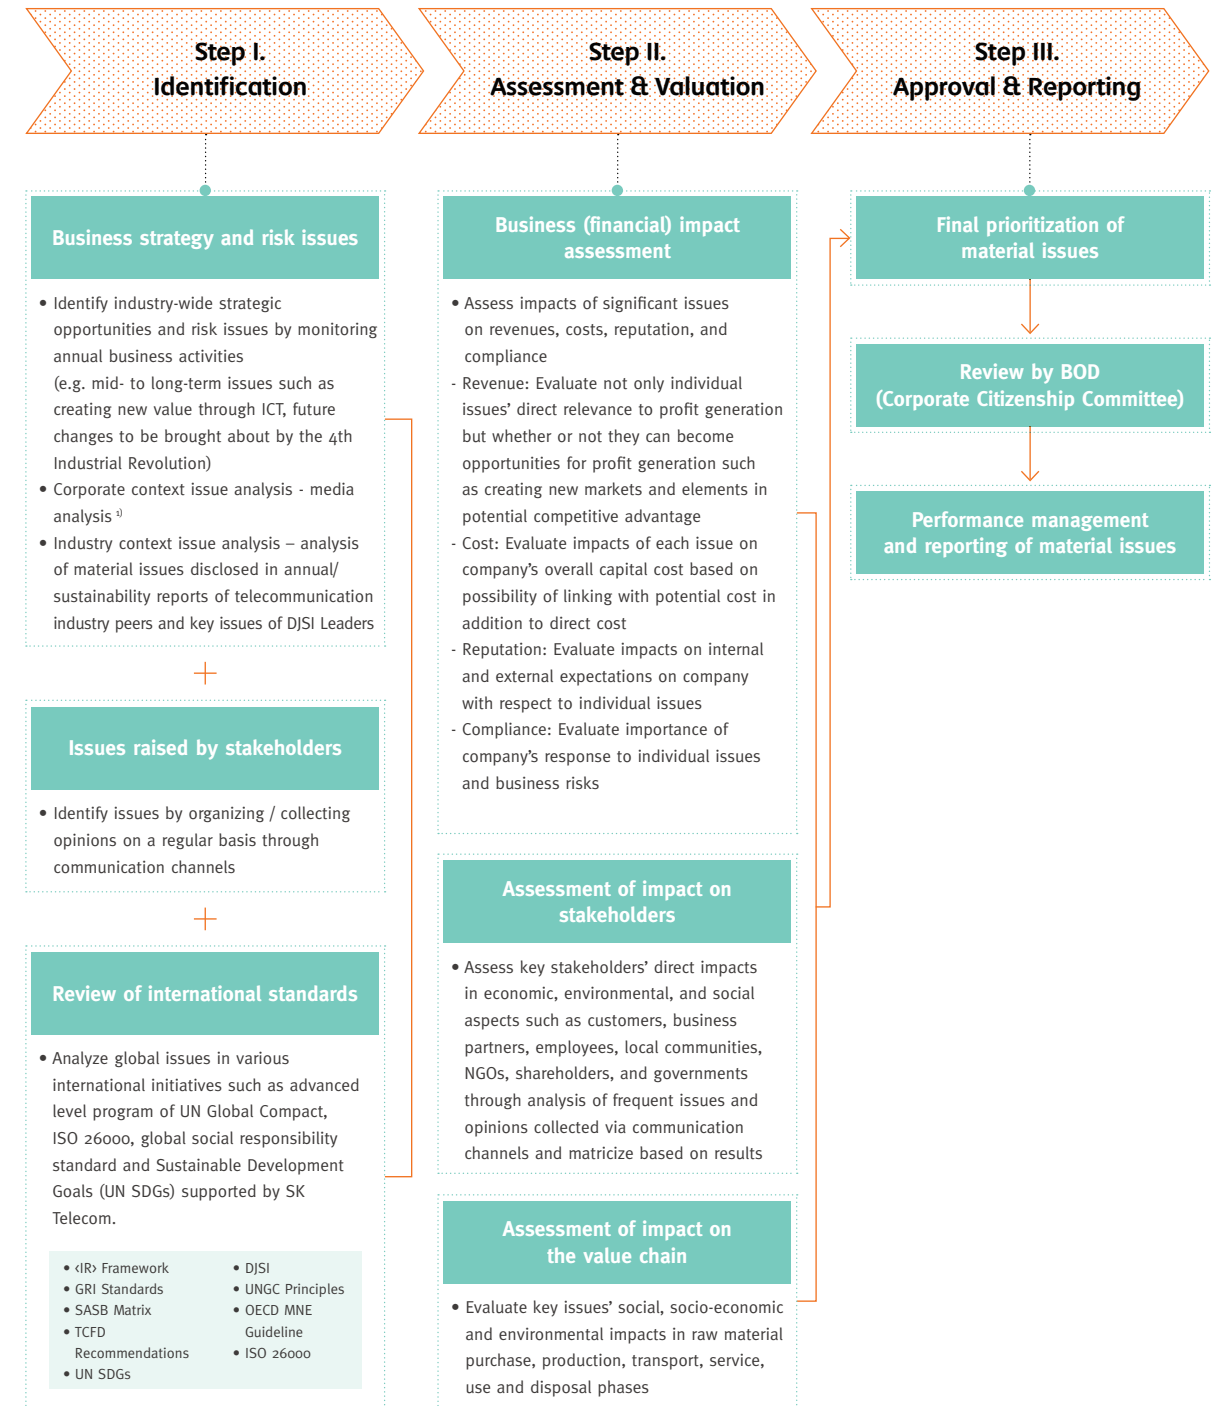 Step I.
Identification
Step II.
Assessment & Valuation
Step III.
Approval & Reporting
Business strategy and risk issues
• Identify industry-wide strategic
opportunities and risk issues by monitoring
annual business activities
(e.g. mid- to long-term issues such as
creating new value through ICT, future
changes to be brought about by the 4th
Industrial Revolution)
• Corporate context issue analysis - media
analysis 1)
• Industry context issue analysis – analysis
of material issues disclosed in annual/
sustainability reports of telecommunication
industry peers and key issues of DJSI Leaders
+
Issues raised by stakeholders
• Identify issues by organizing / collecting
opinions on a regular basis through
communication channels
+
Review of international standards
• Analyze global issues in various
international initiatives such as advanced
level program of UN Global Compact,
ISO 26000, global social responsibility
standard and Sustainable Development
Goals (UN SDGs) supported by SK
Telecom.
• <IR> Framework
• GRI Standards
• SASB Matrix
• TCFD
Recommendations
• UN SDGs
• DJSI
• UNGC Principles
• OECD MNE
Guideline
• ISO 26000
Business (financial) impact
assessment
• Assess impacts of significant issues
on revenues, costs, reputation, and
compliance
- Revenue: Evaluate not only individual
issues’ direct relevance to profit generation
but whether or not they can become
opportunities for profit generation such
as creating new markets and elements in
potential competitive advantage
- Cost: Evaluate impacts of each issue on
company’s overall capital cost based on
possibility of linking with potential cost in
addition to direct cost
- Reputation: Evaluate impacts on internal
and external expectations on company
with respect to individual issues
- Compliance: Evaluate importance of
company’s response to individual issues
and business risks
Assessment of impact on
stakeholders
• Assess key stakeholders’ direct impacts
in economic, environmental, and social
aspects such as customers, business
partners, employees, local communities,
NGOs, shareholders, and governments
through analysis of frequent issues and
opinions collected via communication
channels and matricize based on results
Assessment of impact on
the value chain
• Evaluate key issues’ social, socio-economic
and environmental impacts in raw material
purchase, production, transport, service,
use and disposal phases
Final prioritization of
material issues
Review by BOD
(Corporate Citizenship Committee)
Performance management
and reporting of material issues